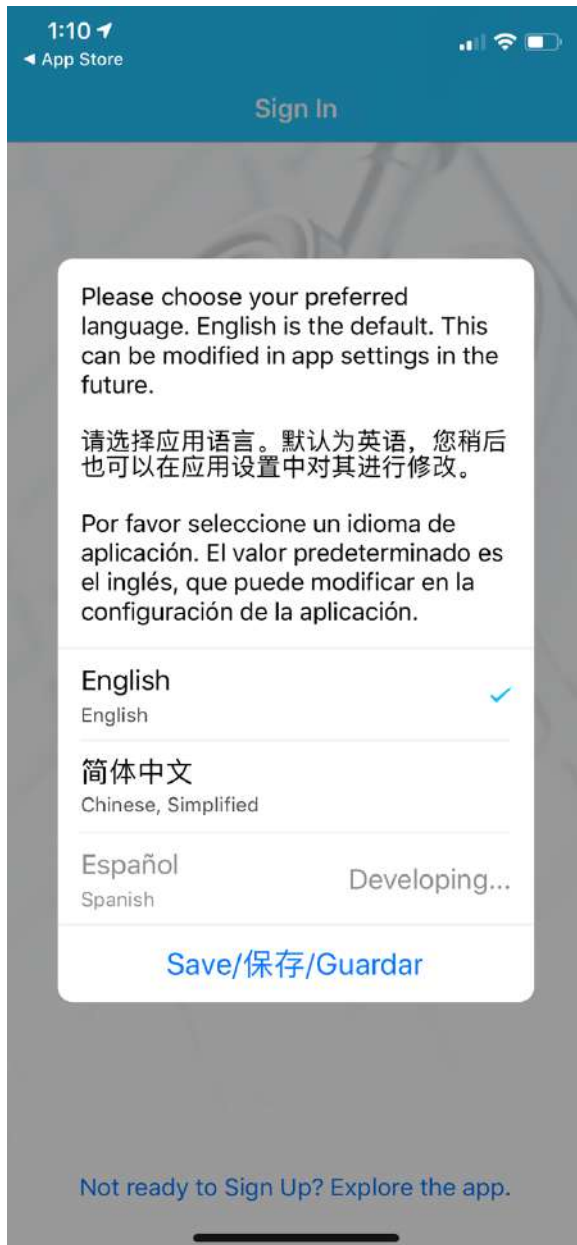 1:10
◀ App Store
Sign In
Please choose your preferred
language. English is the default. This
can be modified in app settings in the
future.
请选择应用语言。默认为英语，您稍后
也可以在应用设置中对其进行修改。
Por favor seleccione un idioma de
aplicación. El valor predeterminado es
el inglés, que puede modificar en la
configuración de la aplicación.
English
English
简体中文
Chinese, Simplified
Español
Spanish
Developing...
Save/保存/Guardar
Not ready to Sign Up? Explore the app.